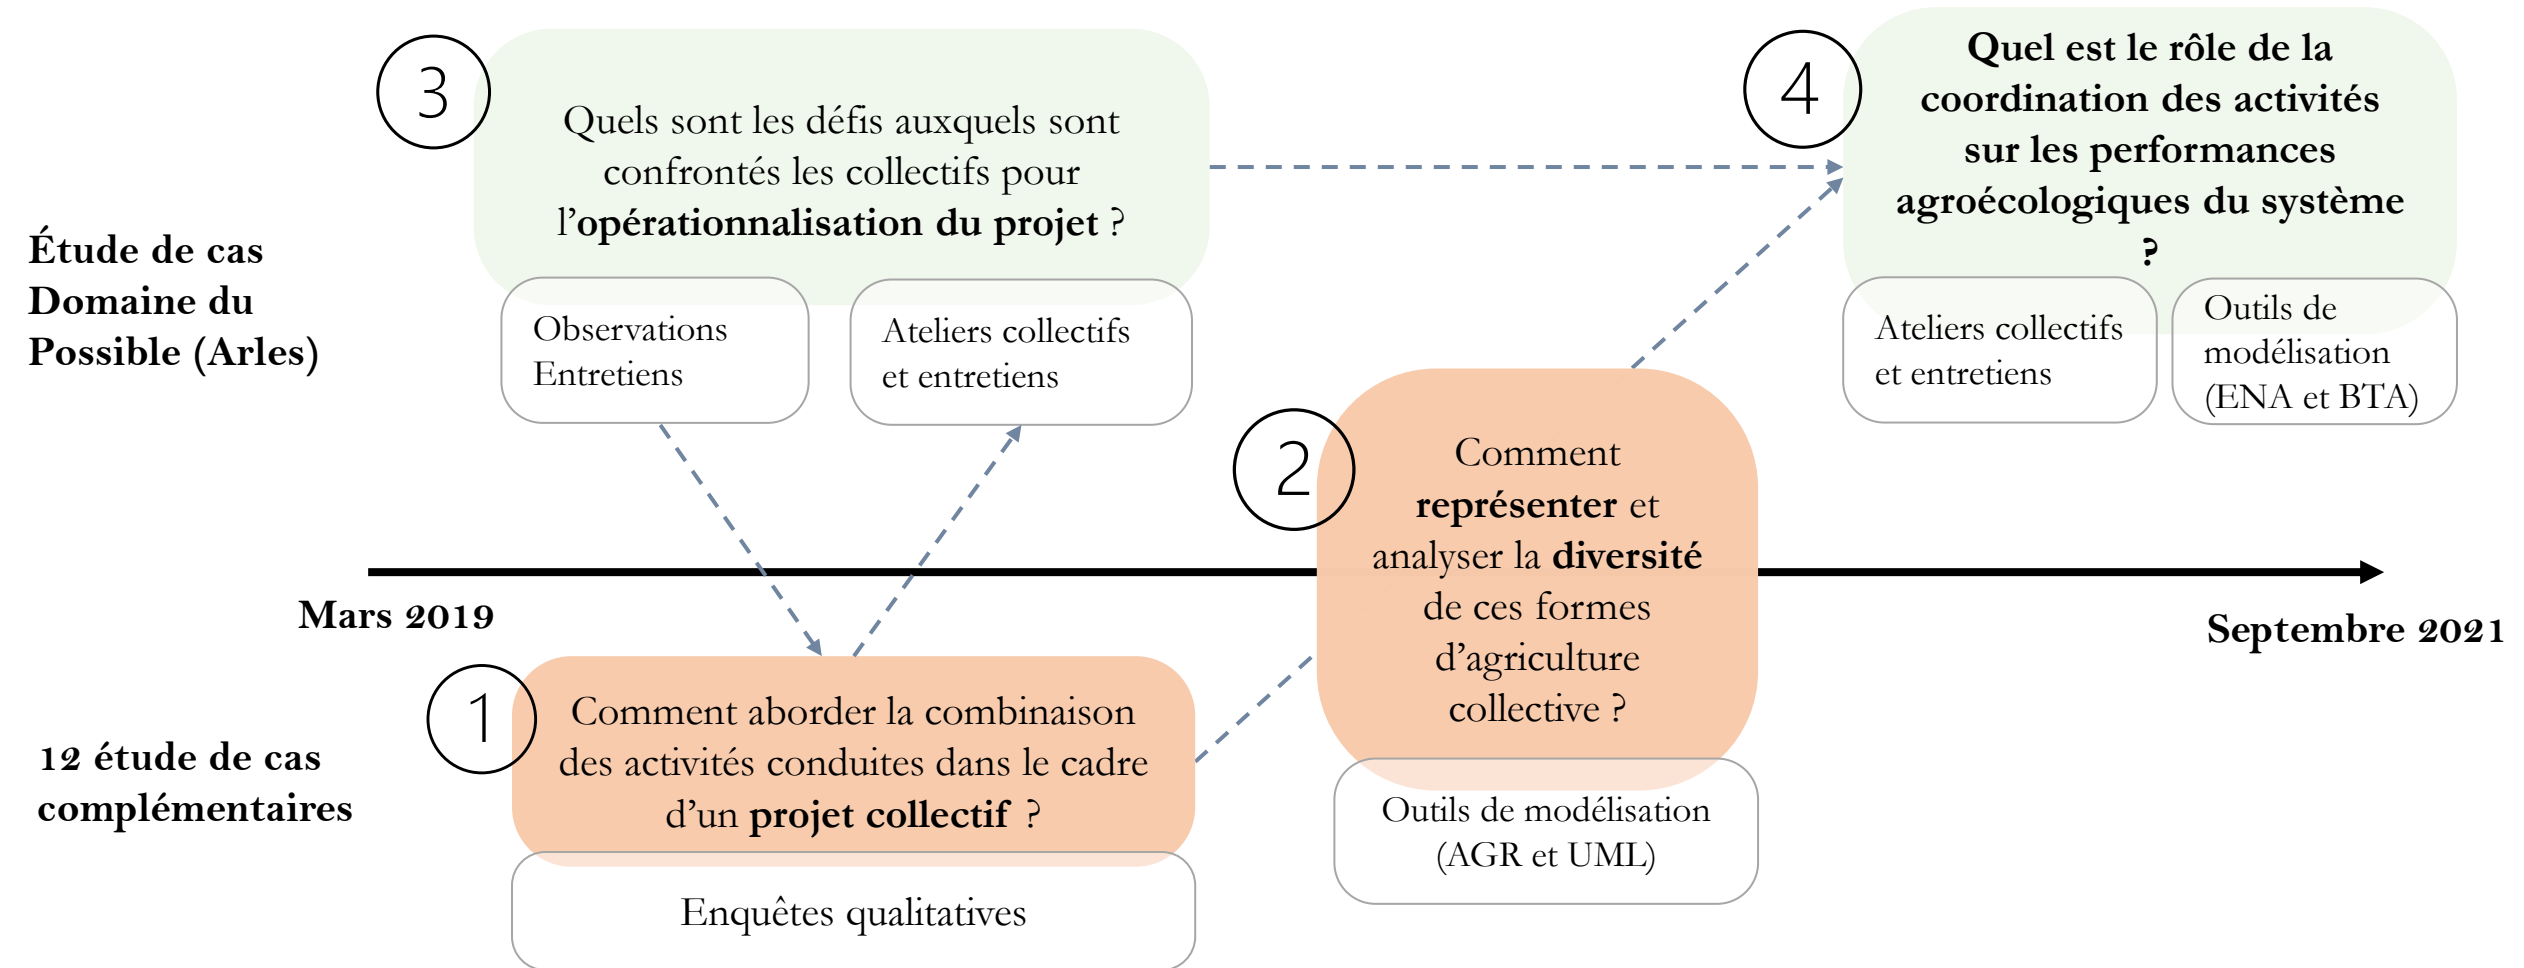 3
Quels sont les défis auxquels sont
confrontés les collectifs pour
l’opérationnalisation du projet ?
Observations
Entretiens
Ateliers collectifs
et entretiens
4
Quel est le rôle de la
coordination des activités
sur les performances
agroécologiques du système
?
Ateliers collectifs
et entretiens
Outils de
modélisation
(ENA et BTA)
Étude de cas
Domaine du
Possible (Arles)
2
Comment
représenter et
analyser la diversité
de ces formes
d’agriculture
collective ?
Outils de modélisation
(AGR et UML)
Mars 2019
Septembre 2021
12 étude de cas
complémentaires
1
Comment aborder la combinaison
des activités conduites dans le cadre
d’un projet collectif ?
Enquêtes qualitatives